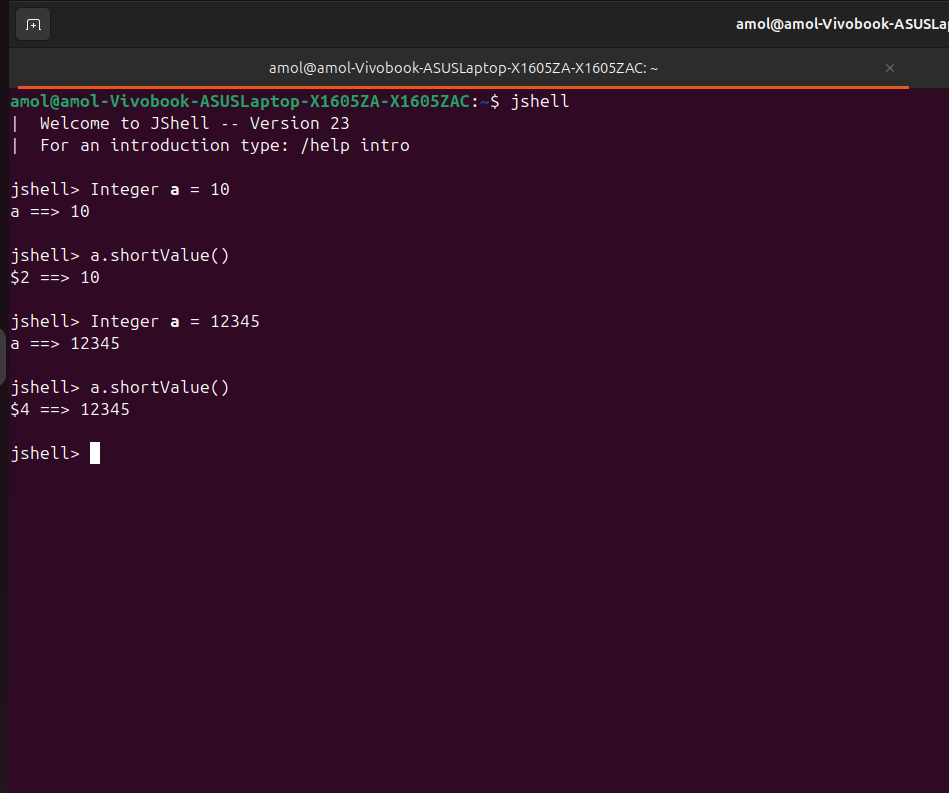 amol@amol-Vivobook-ASUSLap
amol@amol-Vivobook-ASUSLaptop-X1605ZA-X1605ZAC: ~
amol@amol-Vivobook-ASUSLaptop-X1605ZA-X1605ZAC:~$ jshell
|  Welcome to JShell -- Version 23
|  For an introduction type: /help intro
jshell> Integer a = 10
a ==> 10
jshell> a.shortValue()
$2 ==> 10
jshell> Integer a = 12345
a ==> 12345
jshell> a.shortValue()
$4 ==> 12345
jshell>